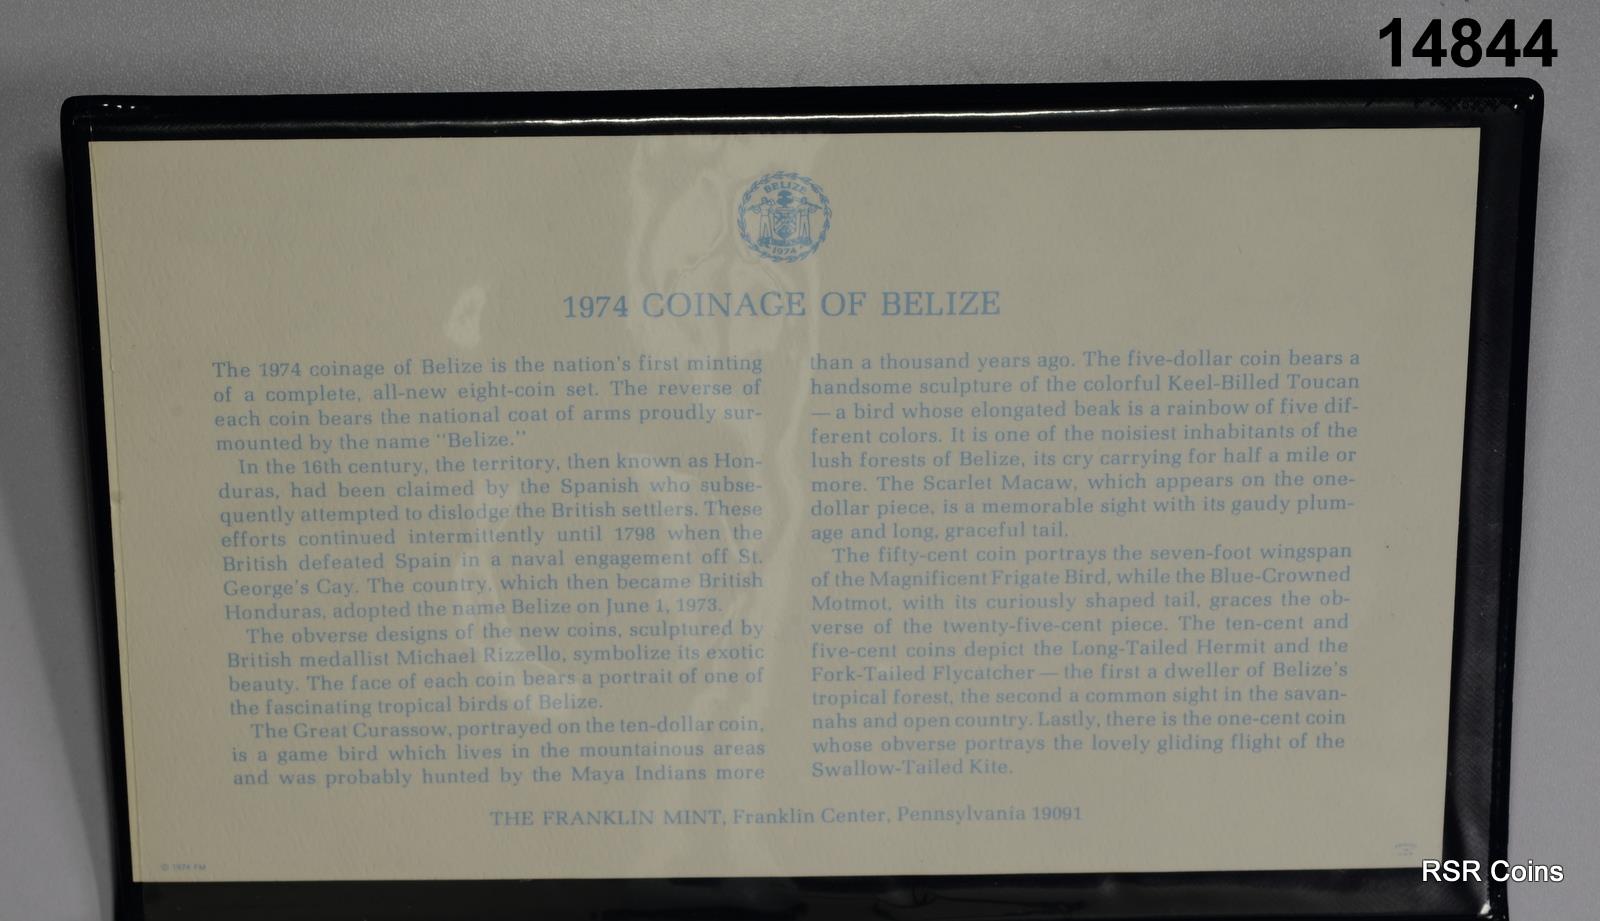 14844
BELIZE
1974
1974 COINAGE OF BELIZE
The 1974 coinage of Belize is the nation's first minting
of a complete, all-new eight-coin set. The reverse of
each coin bears the national coat of arms proudly sur-
mounted by the name "Belize."
In the 16th century, the territory, then known as Hon-
duras, had been claimed by the Spanish who subse-
quently attempted to dislodge the British settlers. These
efforts continued intermittently until 1798 when the
British defeated Spain in a naval engagement off St.
George's Cay. The country, which then became British
Honduras, adopted the name Belize on June 1, 1973.
The obverse designs of the new coins, sculptured by
British medallist Michael Rizzello, symbolize its exotic
beauty. The face of each coin bears a portrait of one of
the fascinating tropical birds of Belize.
The Great Curassow, portrayed on the ten-dollar coin,
is a game bird which lives in the mountainous areas
and was probably hunted by the Maya Indians more
than a thousand years ago. The five-dollar coin bears a
handsome sculpture of the colorful Keel-Billed Toucan
— a bird whose elongated beak is a rainbow of five dif-
ferent colors. It is one of the noisiest inhabitants of the
lush forests of Belize, its cry carrying for half a mile or
more. The Scarlet Macaw, which appears on the one-
dollar piece, is a memorable sight with its gaudy plum-
age and long, graceful tail.
The fifty-cent coin portrays the seven-foot wingspan
of the Magnificent Frigate Bird, while the Blue-Crowned
Motmot, with its curiously shaped tail, graces the ob-
verse of the twenty-five-cent piece. The ten-cent and
five-cent coins depict the Long-Tailed Hermit and the
Fork-Tailed Flycatcher — the first a dweller of Belize's
tropical forest, the second a common sight in the savan-
nahs and open country. Lastly, there is the one-cent coin
whose obverse portrays the lovely gliding flight of the
Swallow-Tailed Kite.
THE FRANKLIN MINT, Franklin Center, Pennsylvania 19091
© 1974 FM
RSR Coins